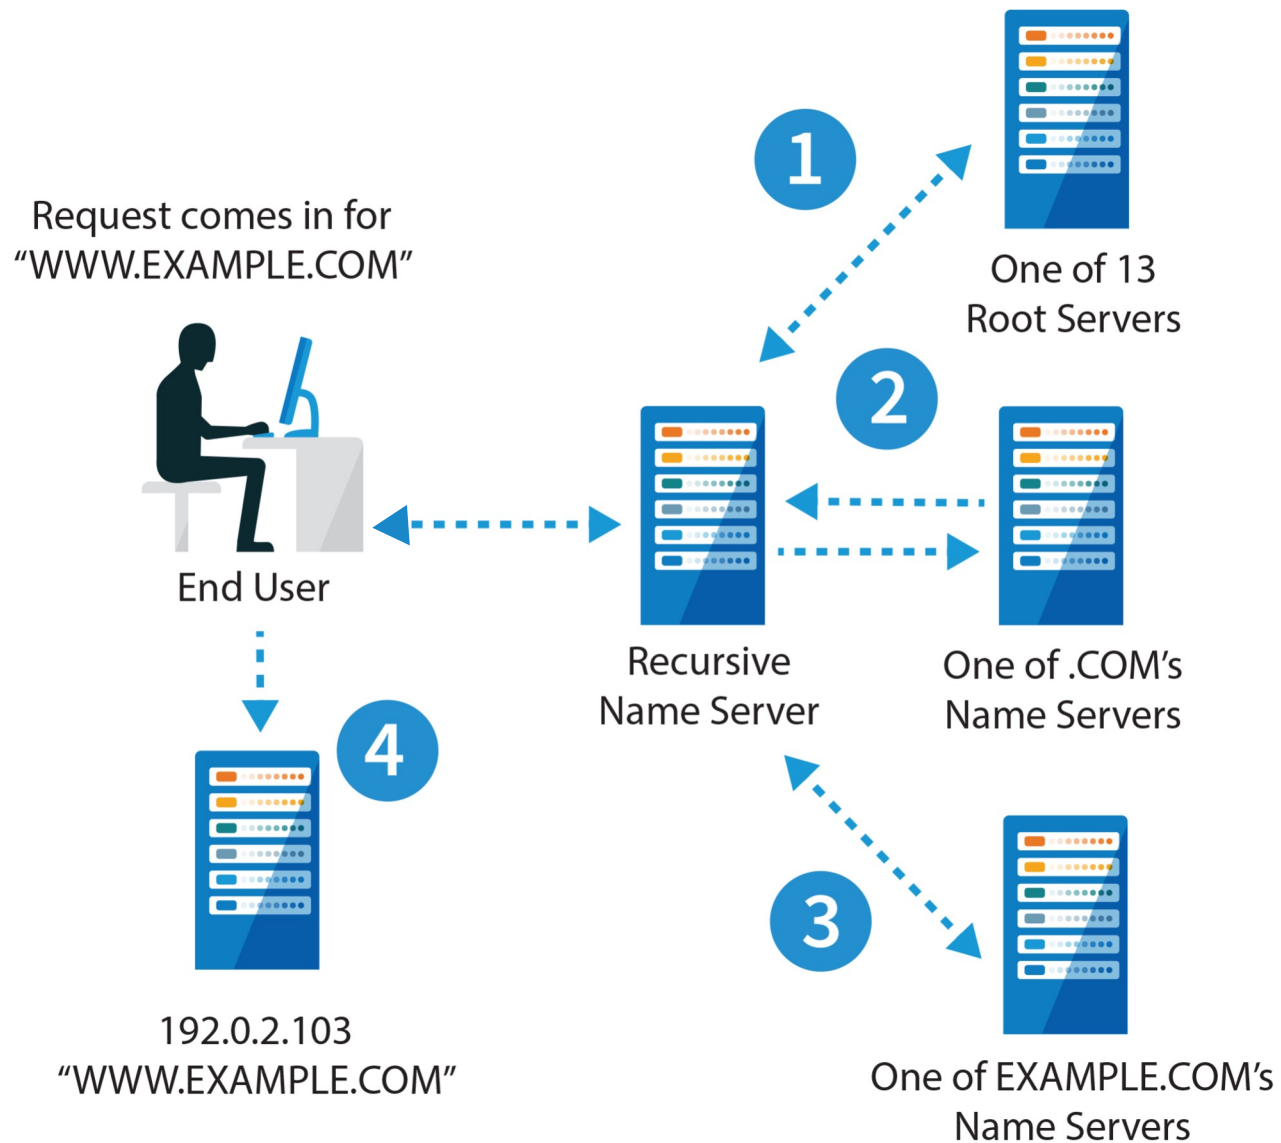 Request comes in for
“WWW.EXAMPLE.COM”
End User
1
One of 13
Root Servers
2
Recursive
Name Server
One of .COM’s
Name Servers
3
One of EXAMPLE.COM’s
Name Servers
4
192.0.2.103
“WWW.EXAMPLE.COM”